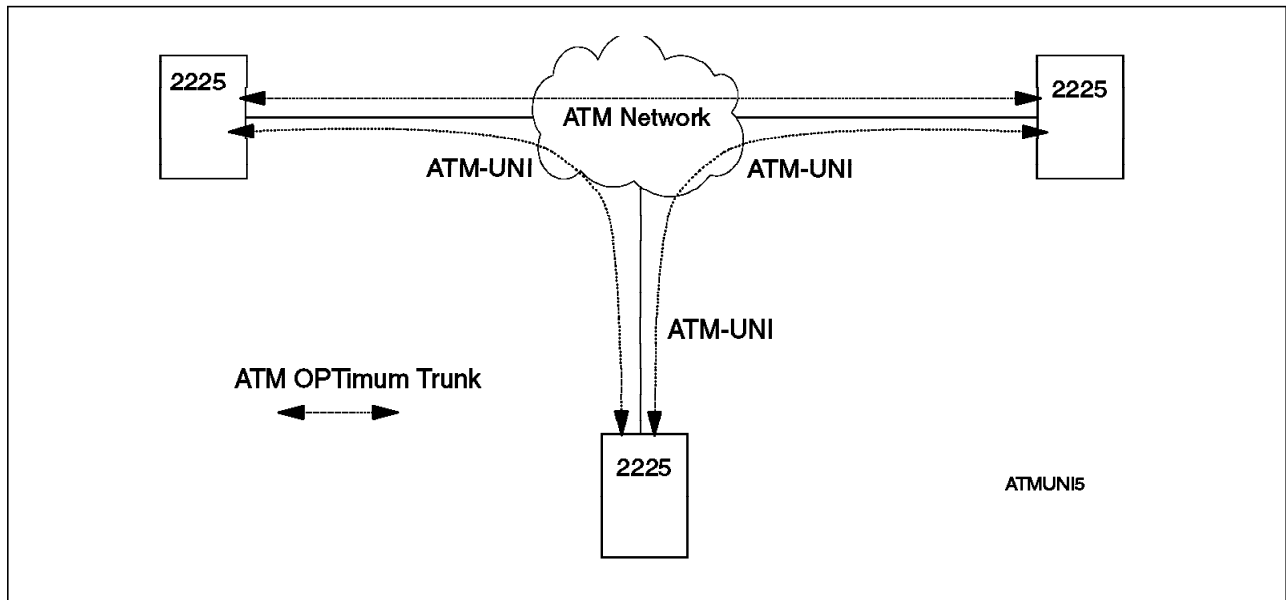 2225
2225
ATM Network
ATM-UNI
ATM-UNI
ATM-UNI
ATM OPTimum Trunk
2225
ATMUNI5